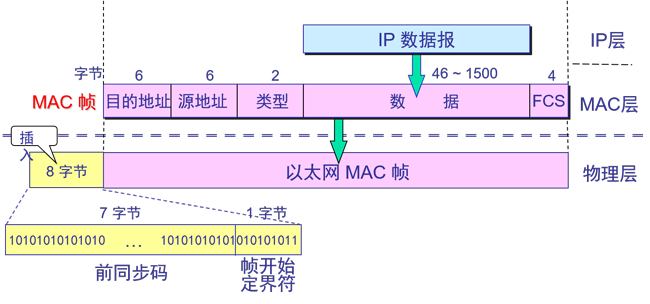 IP 数据报
IP层
字节 6 6 2 46 ~ 1500 4
MAC 帧 目的地址 源地址 类型 数 据 FCS MAC层
插入
8 字节 以太网 MAC 帧 物理层
7 字节 1 字节
10101010101010 … 10101010101 010101011
前同步码 帧开始
定界符